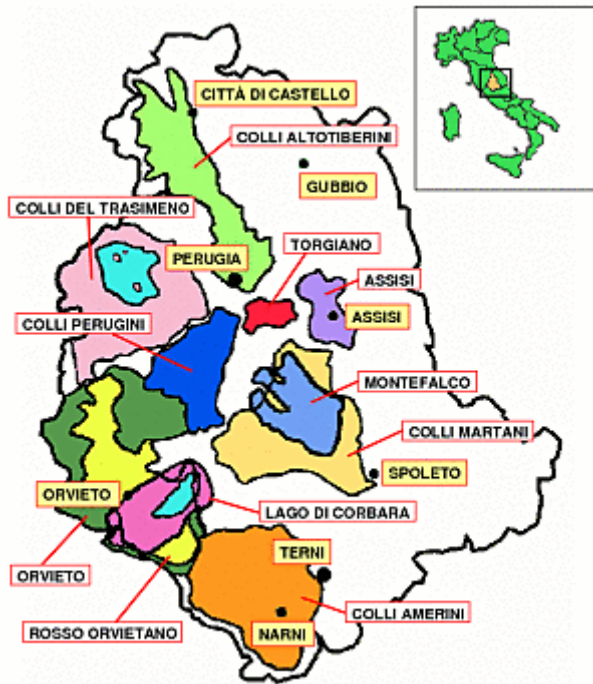 CITTÀ DI CASTELLO
COLLI ALTOTIBERINI
GUBBIO
COLLI DEL TRASIMENO
TORGIANO
PERUGIA
ASSISI
ASSISI
COLLI PERUGINI
MONTEFALCO
COLLI MARTANI
SPOLETO
ORVIETO
LAGO DI CORBARA
TERNI
ORVIETO
COLLI AMERINI
ROSSO ORVIETANO
NARNI